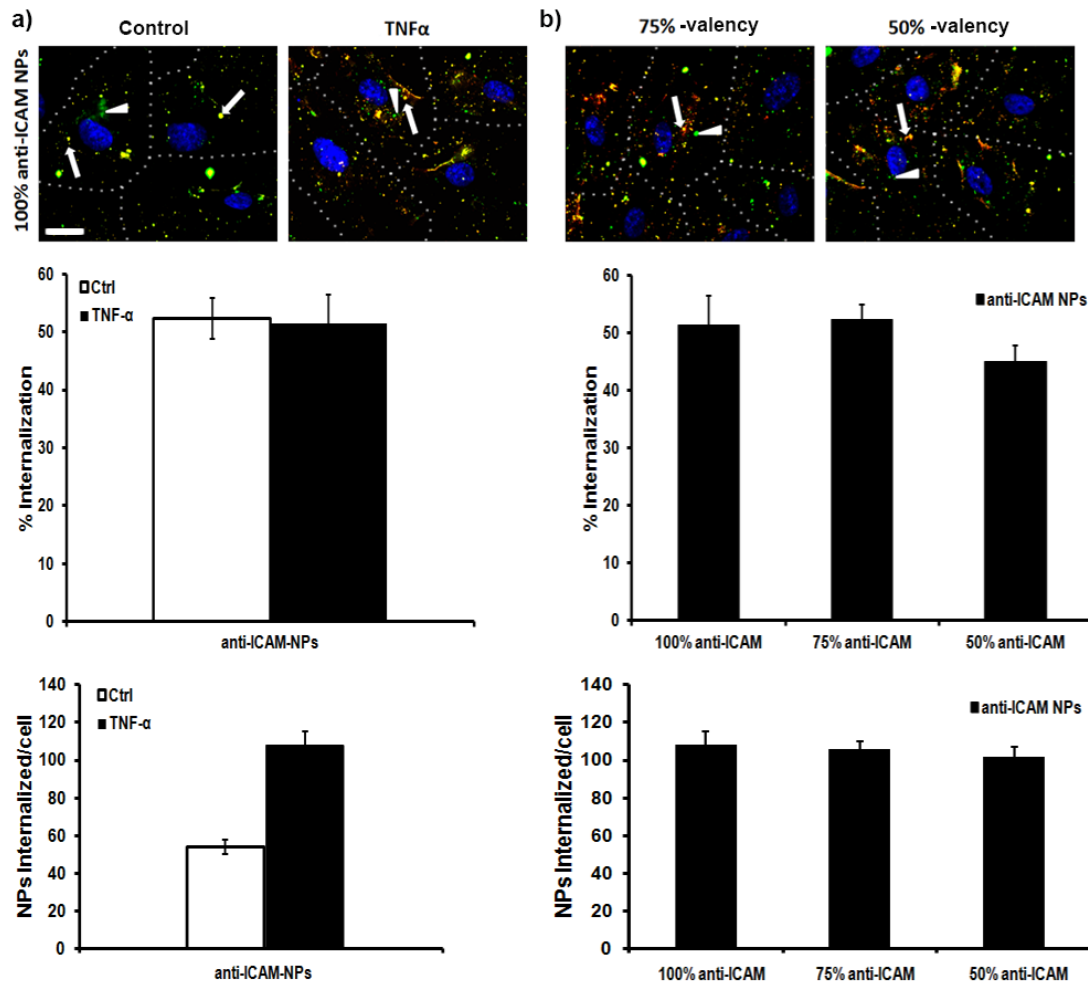 a)
Control
TNFα
b)
75% -valency
50% -valency
100% anti-ICAM NPs
60
50
40
30
20
10
0
% Internalization
Ctrl
TNF-α
anti-ICAM-NPs
60
50
40
30
20
10
0
% Internalization
anti-ICAM NPs
100% anti-ICAM
75% anti-ICAM
50% anti-ICAM
140
120
100
80
60
40
20
0
NPs Internalized/cell
Ctrl
TNF-α
anti-ICAM-NPs
140
120
100
80
60
40
20
0
NPs Internalized/cell
anti-ICAM NPs
100% anti-ICAM
75% anti-ICAM
50% anti-ICAM